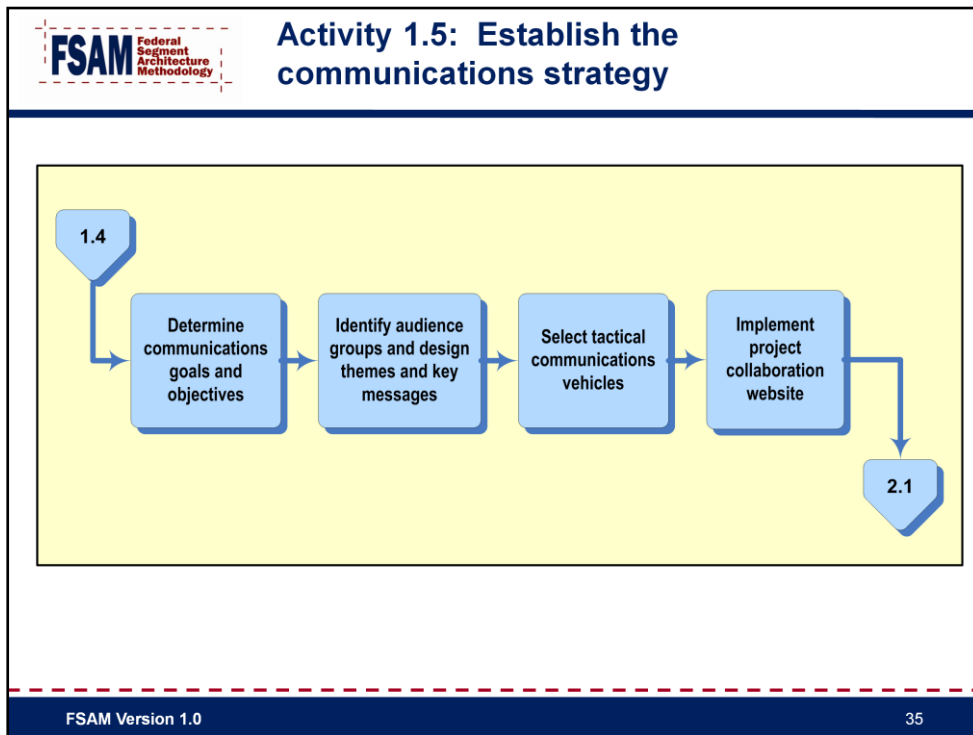 FSAM
Federal
Segment
Architecture
Methodology
Activity 1.5: Establish the
communications strategy
1.4
Determine
communications
goals and
objectives
Identify audience
groups and design
themes and key
messages
Select tactical
communications
vehicles
Implement
project
collaboration
website
2.1
FSAM Version 1.0
35